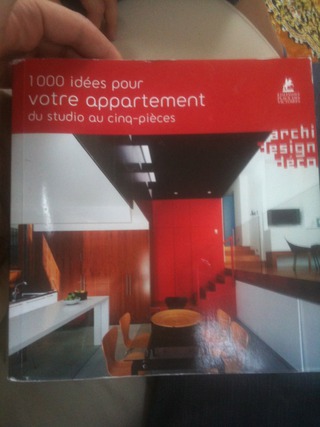 1000 idées pour
votre appartement
du studio au cinq-pièces
archi
design
déco